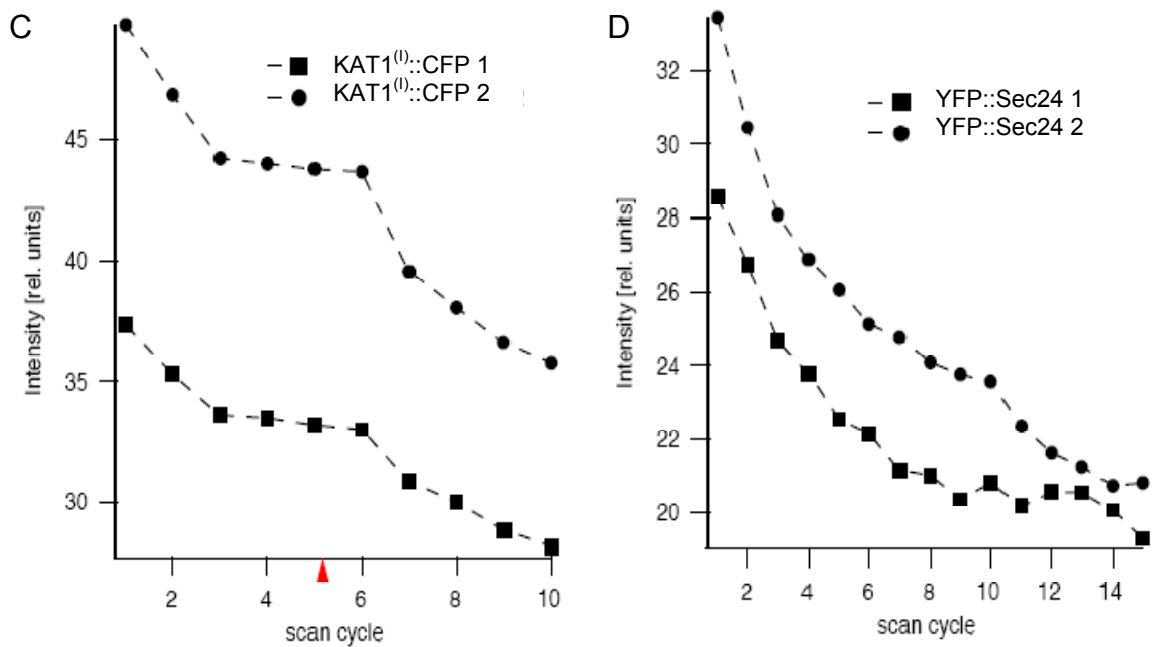 C
KAT1(I)::CFP 1
KAT1(I)::CFP 2
45
40
35
30
Intensity [rel. units]
2 4 6 8 10
scan cycle
D
YFP::Sec24 1
YFP::Sec24 2
32
30
28
26
24
22
20
Intensity [rel. units]
2 4 6 8 10 12 14
scan cycle